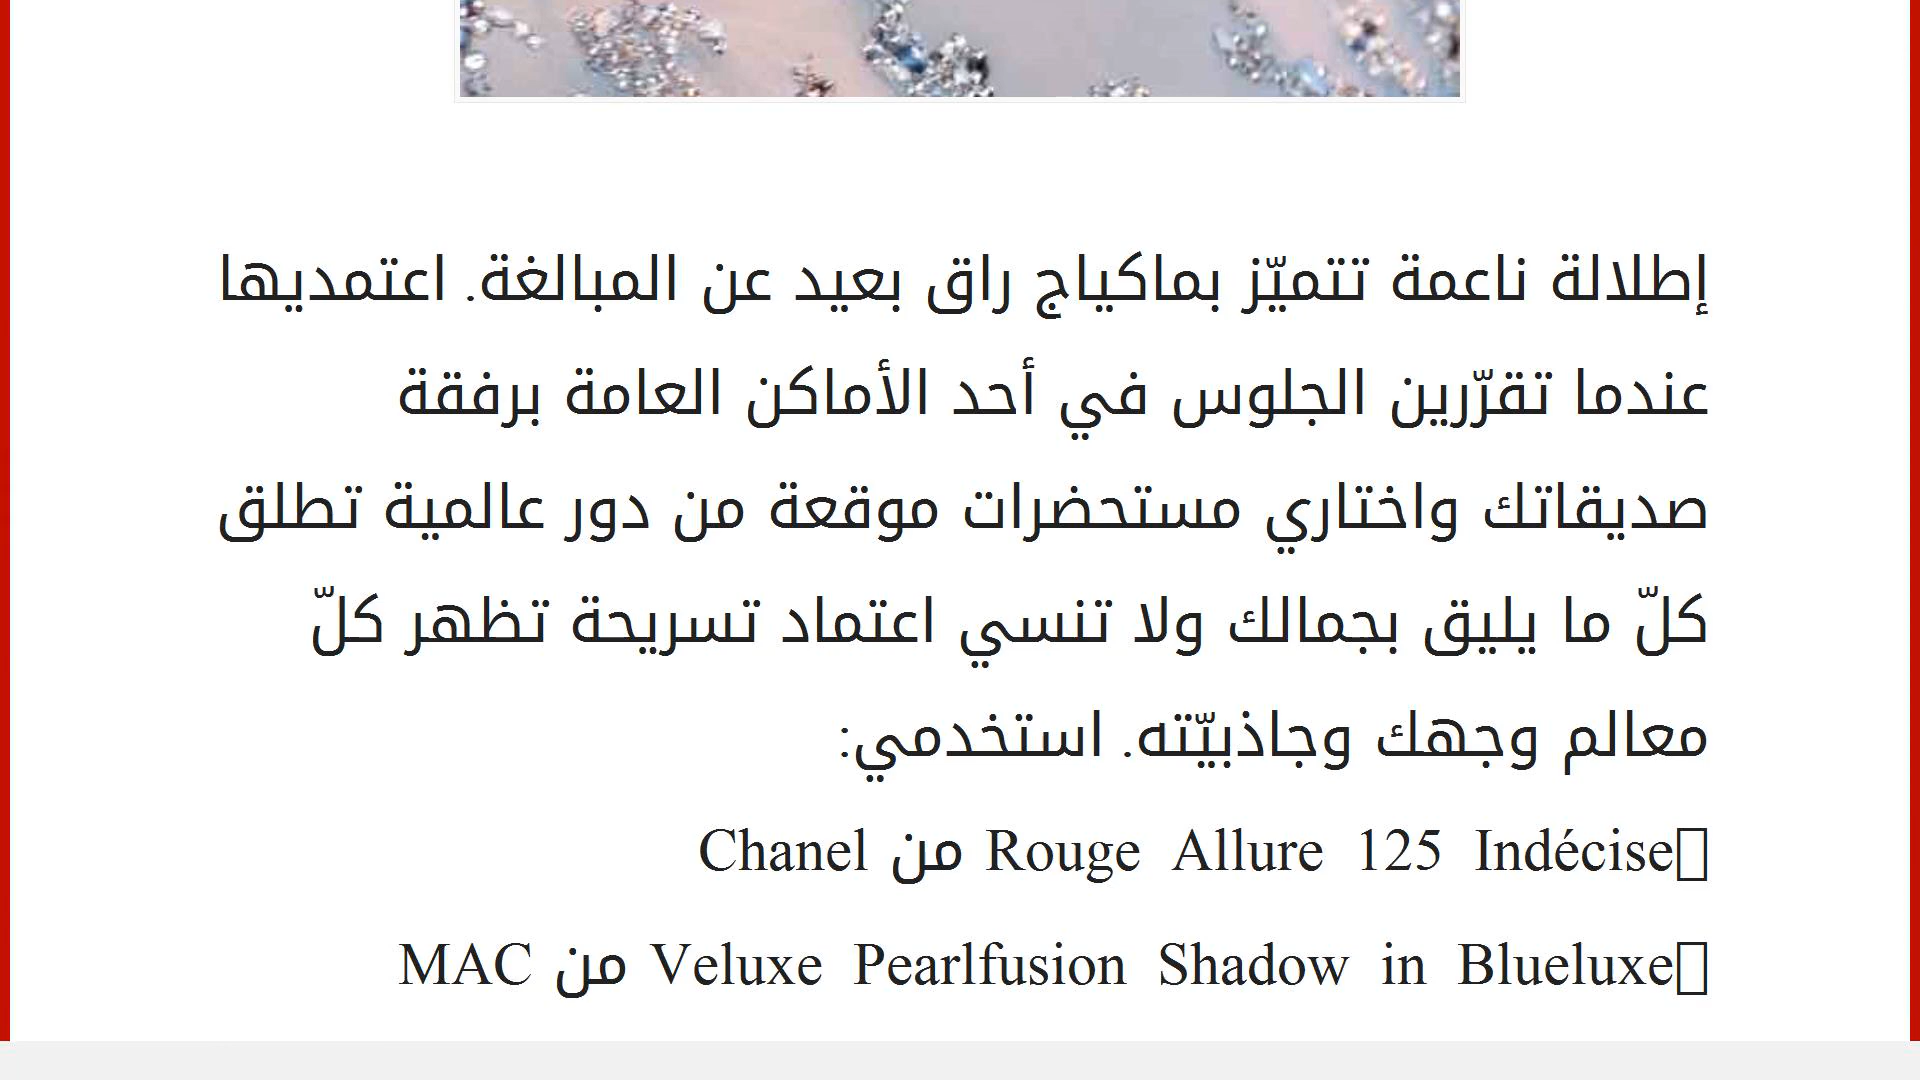 إطلالة ناعمة تتميّز بماكياج راق بعيد عن المبالغة. اعتمديها
عندما تقرّرين الجلوس في أحد الأماكن العامة برفقة
صديقاتك واختاري مستحضرات موقعة من دور عالمية تطلق
كلّ ما يليق بجمالك ولا تنسي اعتماد تسريحة تظهر كلّ
معالم وجهك وجاذبيّته. استخدمي:
Rouge Allure 125 Indécise من Chanel
Veluxe Pearlfusion Shadow in Blueluxe من MAC